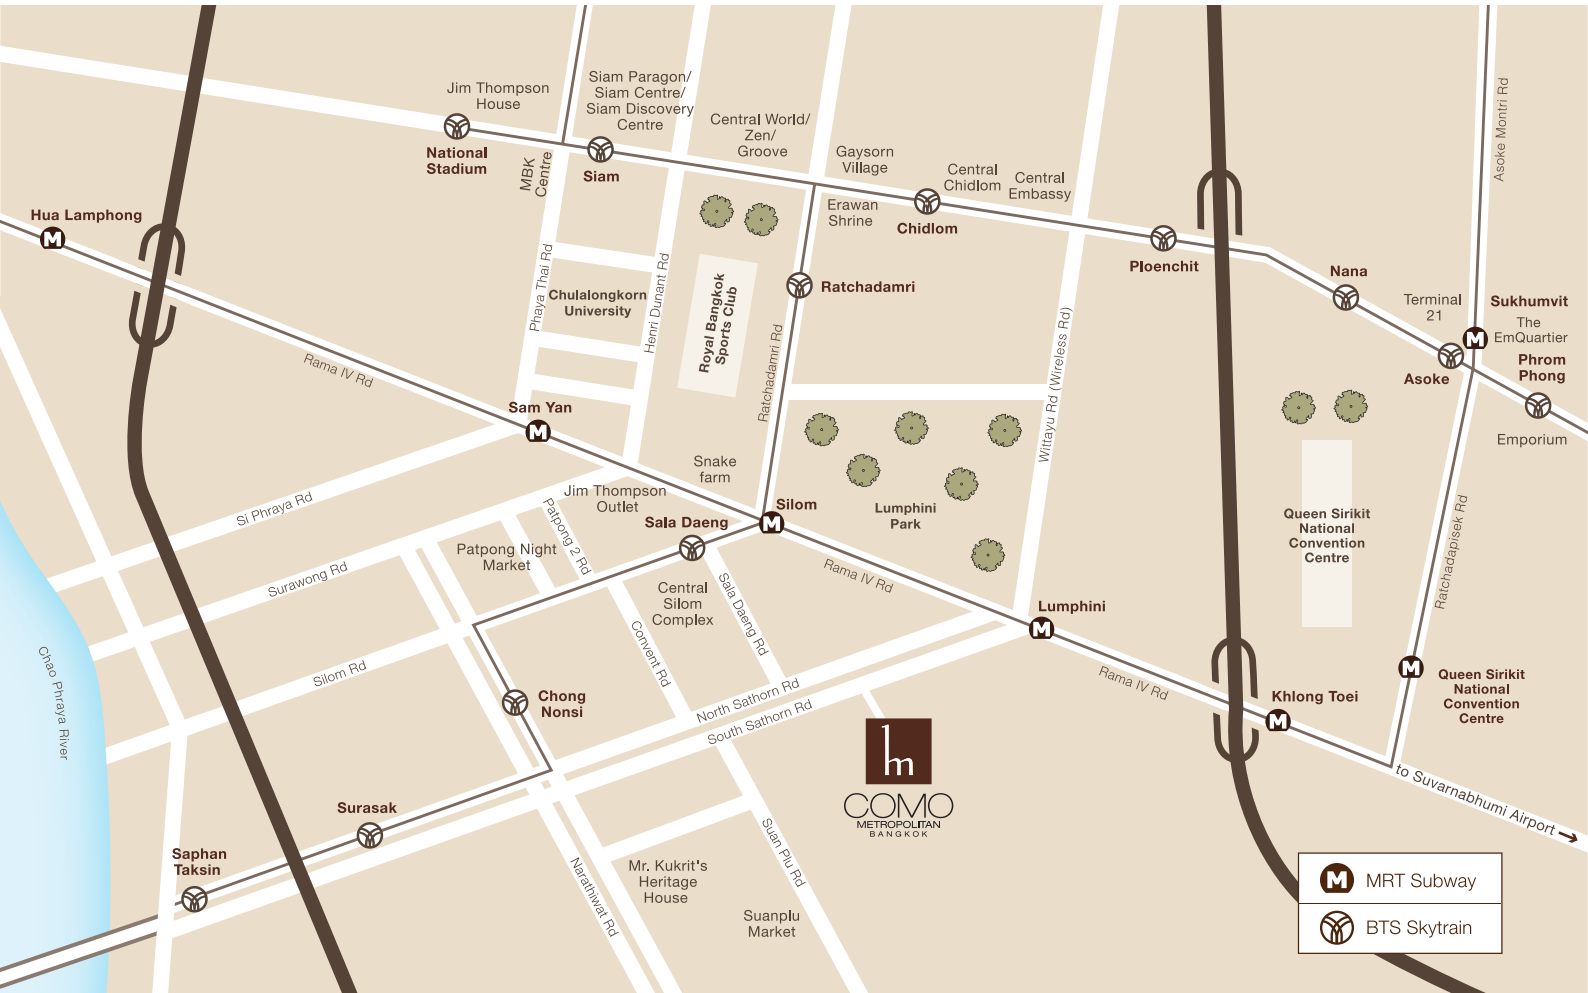 Jim Thompson
House
Siam Paragon/
Siam Centre/
Siam Discovery
Centre
Central World/
Zen/
Groove
National
Stadium
MBK
Centre
Siam
Gaysorn
Village
Central
Chidlom
Central
Embassy
Asoke Montri Rd
Erawan
Shrine
Chidlom
Hua Lamphong
M
Ploenchit
Nana
Phaya Thai Rd
Chulalongkorn
University
Henri Dunant Rd
Royal Bangkok
Sports Club
Ratchadamri
Ratchadamri Rd
Wittayu Rd (Wireless Rd)
Terminal
21
Sukhumvit
M
The
EmQuartier
Asoke
Phrom
Phong
Emporium
Rama IV Rd
Sam Yan
M
Snake
farm
Jim Thompson
Outlet
Si Phraya Rd
Silom
M
Sala Daeng
Lumphini
Park
Queen Sirikit
National
Convention
Centre
Ratchadapisek Rd
Patpong 2 Rd
Patpong Night
Market
Surawong Rd
Central
Silom
Complex
Sala Daeng Rd
Rama IV Rd
Lumphini
M
Convent Rd
Silom Rd
Chao Phraya River
Chong
Nonsi
North Sathorn Rd
South Sathorn Rd
Rama IV Rd
Khlong Toei
M
M
Queen Sirikit
National
Convention
Centre
hm
COMO
METROPOLITAN
BANGKOK
to Suvarnabhumi Airport →
Surasak
Saphan
Taksin
Narathiwat Rd
Mr. Kukrit's
Heritage
House
Suan Plu Rd
Suanplu
Market
M MRT Subway
BTS Skytrain